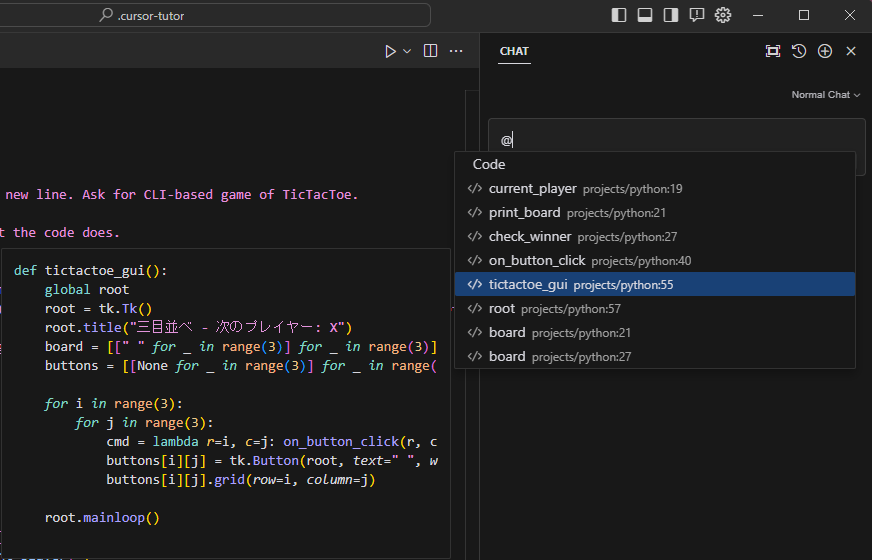 .cursor-tutor
CHAT
Normal Chat
@
Code
current_player projects/python:19
print_board projects/python:21
check_winner projects/python:27
on_button_click projects/python:40
tictactoe_gui projects/python:55
root projects/python:57
board projects/python:21
board projects/python:27
new line. Ask for CLI-based game of TicTacToe.
t the code does.
def tictactoe_gui():
global root
root = tk.Tk()
root.title("三目並べ - 次のプレイヤー: X")
board = [[" " for _ in range(3)] for _ in range(3)]
buttons = [[None for _ in range(3)] for _ in range(
for i in range(3):
for j in range(3):
cmd = lambda r=i, c=j: on_button_click(r, c
buttons[i][j] = tk.Button(root, text=" ", w
buttons[i][j].grid(row=i, column=j)
root.mainloop()